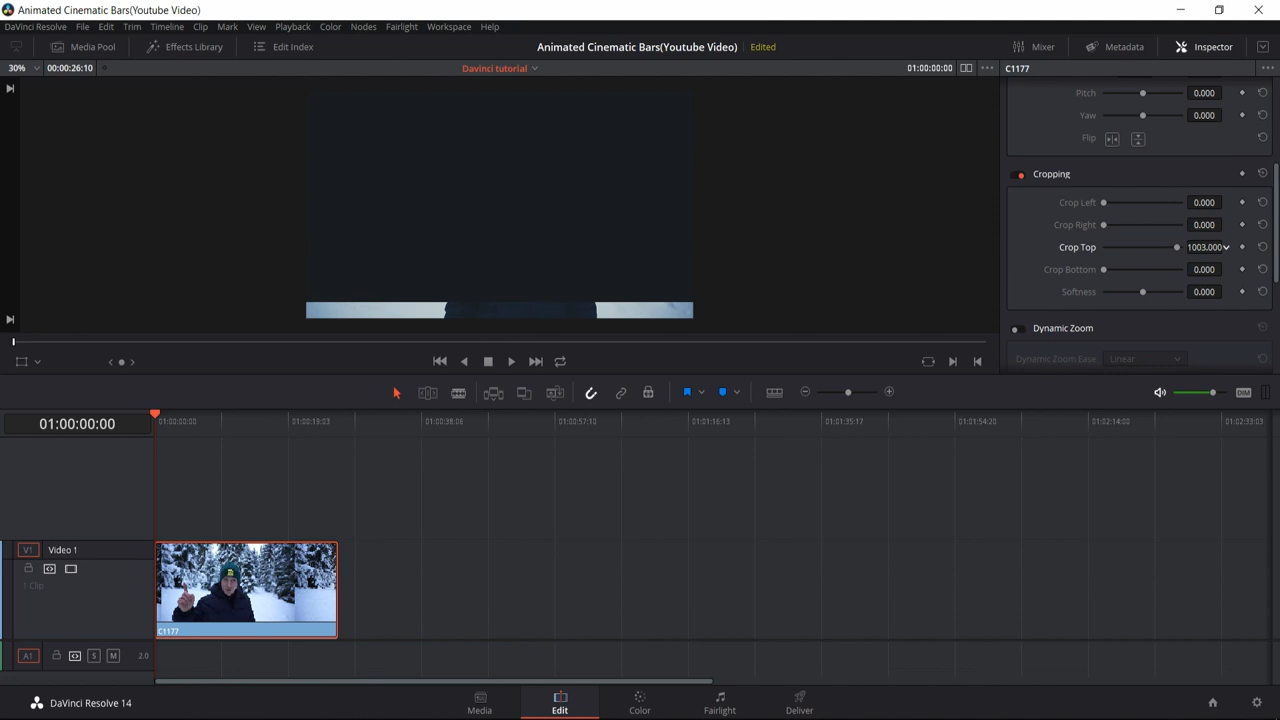 Animated Cinematic Bars(Youtube Video)
DaVinci Resolve File Edit Trim Timeline Clip Mark View Playback Color Nodes Fairlight Workspace Help
Media Pool Effects Library Edit Index Animated Cinematic Bars(Youtube Video) Edited Mixer Metadata Inspector
30% 00:00:26:10 Davinci tutorial 01:00:00:00 C1177
Pitch 0.000
Yaw 0.000
Flip
Cropping
Crop Left 0.000
Crop Right 0.000
Crop Top 1003.000
Crop Bottom 0.000
Softness 0.000
Dynamic Zoom
Dynamic Zoom Ease Linear
DIM
01:00:00:00 01:00:00:00 01:00:19:03 01:00:38:06 01:00:57:10 01:01:16:13 01:01:35:17 01:01:54:20 01:02:14:00 01:02:33:03
V1 Video 1
1 Clip
C1177
A1 S M 2.0
DaVinci Resolve 14 Media Edit Color Fairlight Deliver